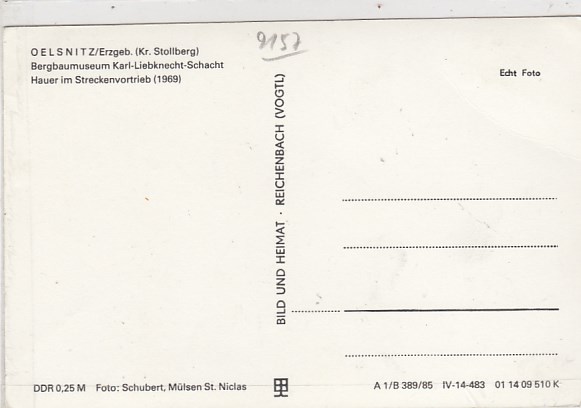 OELSNITZ/Erzgeb. (Kr. Stollberg)
Bergbaumuseum Karl-Liebknecht-Schacht
Hauer im Streckenvortrieb (1969)
9157
Echt Foto
BILD UND HEIMAT · REICHENBACH (VOGTL)
DDR 0,25 M Foto: Schubert, Mülsen St. Niclas
A 1/B 389/85 IV-14-483 01 14 09 510 K